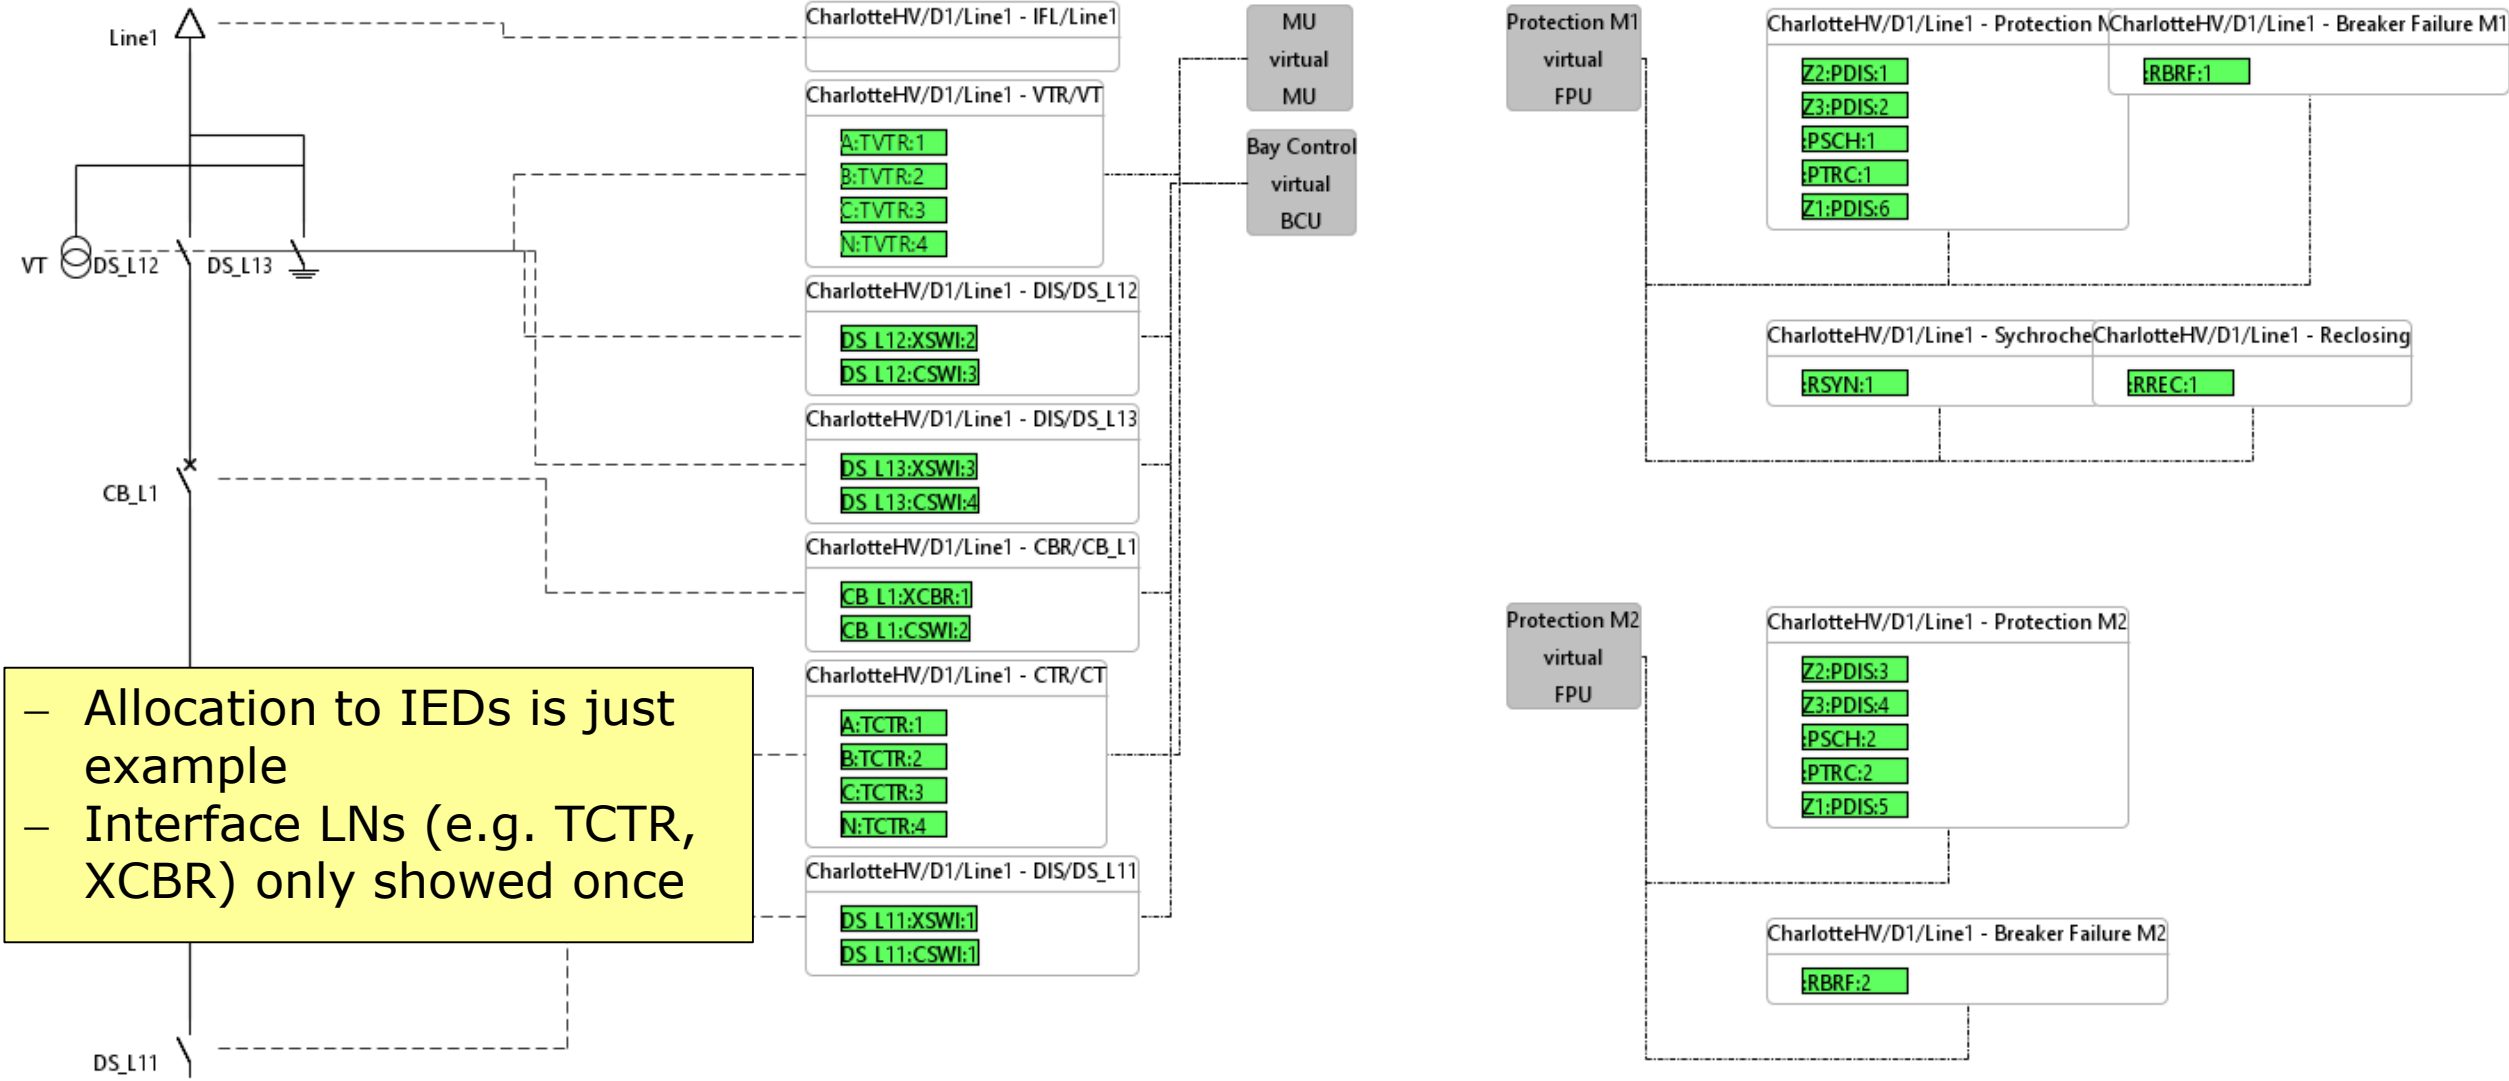 Line1
VT
DS_L12
DS_L13
CB_L1
DS_L11
– Allocation to IEDs is just
example
– Interface LNs (e.g. TCTR,
XCBR) only showed once
CharlotteHV/D1/Line1 - IFL/Line1
CharlotteHV/D1/Line1 - VTR/VT
A:TVTR:1
B:TVTR:2
C:TVTR:3
N:TVTR:4
CharlotteHV/D1/Line1 - DIS/DS_L12
DS_L12:XSWI:2
DS_L12:CSWI:3
CharlotteHV/D1/Line1 - DIS/DS_L13
DS_L13:XSWI:3
DS_L13:CSWI:4
CharlotteHV/D1/Line1 - CBR/CB_L1
CB_L1:XCBR:1
CB_L1:CSWI:2
CharlotteHV/D1/Line1 - CTR/CT
A:TCTR:1
B:TCTR:2
C:TCTR:3
N:TCTR:4
CharlotteHV/D1/Line1 - DIS/DS_L11
DS_L11:XSWI:1
DS_L11:CSWI:1
MU
virtual
MU
Bay Control
virtual
BCU
Protection M1
virtual
FPU
CharlotteHV/D1/Line1 - Protection
Z2:PDIS:1
Z3:PDIS:2
:PSCH:1
:PTRC:1
Z1:PDIS:6
CharlotteHV/D1/Line1 - Breaker Failure M1
:RBRF:1
CharlotteHV/D1/Line1 - Sychroche
:RSYN:1
CharlotteHV/D1/Line1 - Reclosing
:RREC:1
Protection M2
virtual
FPU
CharlotteHV/D1/Line1 - Protection M2
Z2:PDIS:3
Z3:PDIS:4
:PSCH:2
:PTRC:2
Z1:PDIS:5
CharlotteHV/D1/Line1 - Breaker Failure M2
:RBRF:2